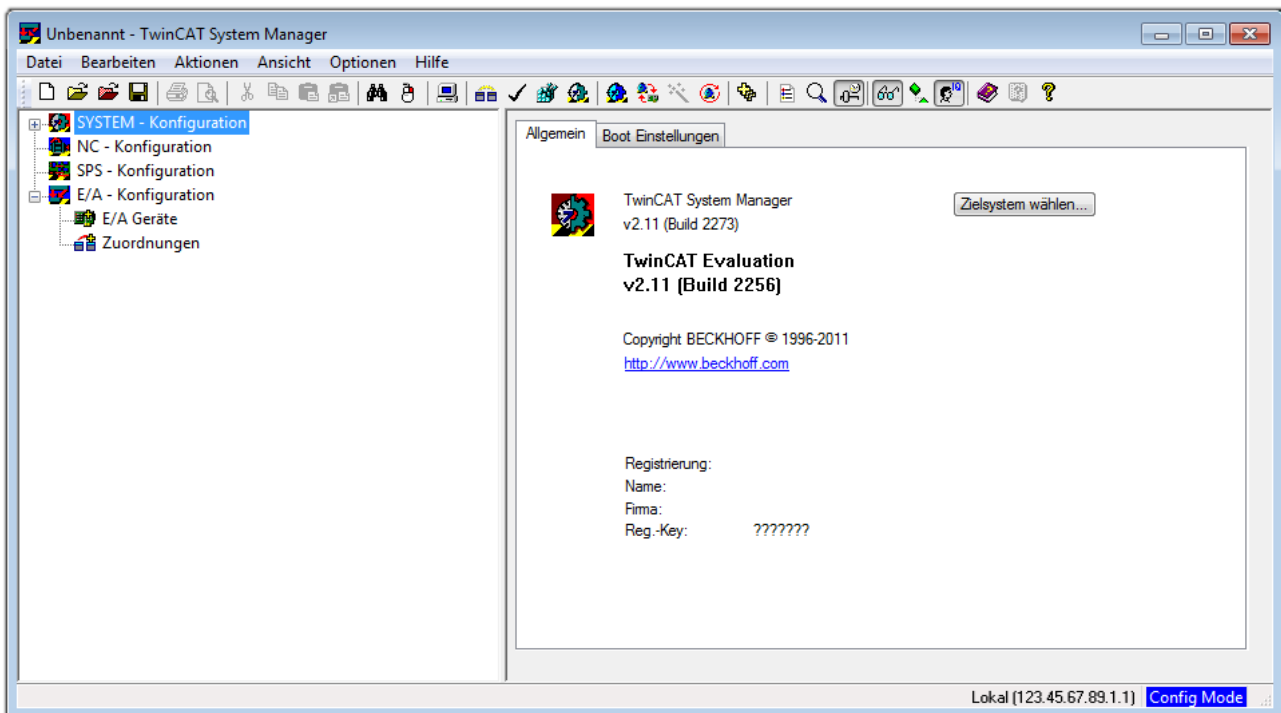 Unbenannt - TwinCAT System Manager
Datei Bearbeiten Aktionen Ansicht Optionen Hilfe
SYSTEM - Konfiguration
NC - Konfiguration
SPS - Konfiguration
E/A - Konfiguration
E/A Geräte
Zuordnungen
Allgemein Boot Einstellungen
TwinCAT System Manager
v2.11 (Build 2273)
Zielsystem wählen...
TwinCAT Evaluation
v2.11 (Build 2256)
Copyright BECKHOFF © 1996-2011
http://www.beckhoff.com
Registrierung:
Name:
Firma:
Reg.-Key: ???????
Lokal (123.45.67.89.1.1) Config Mode